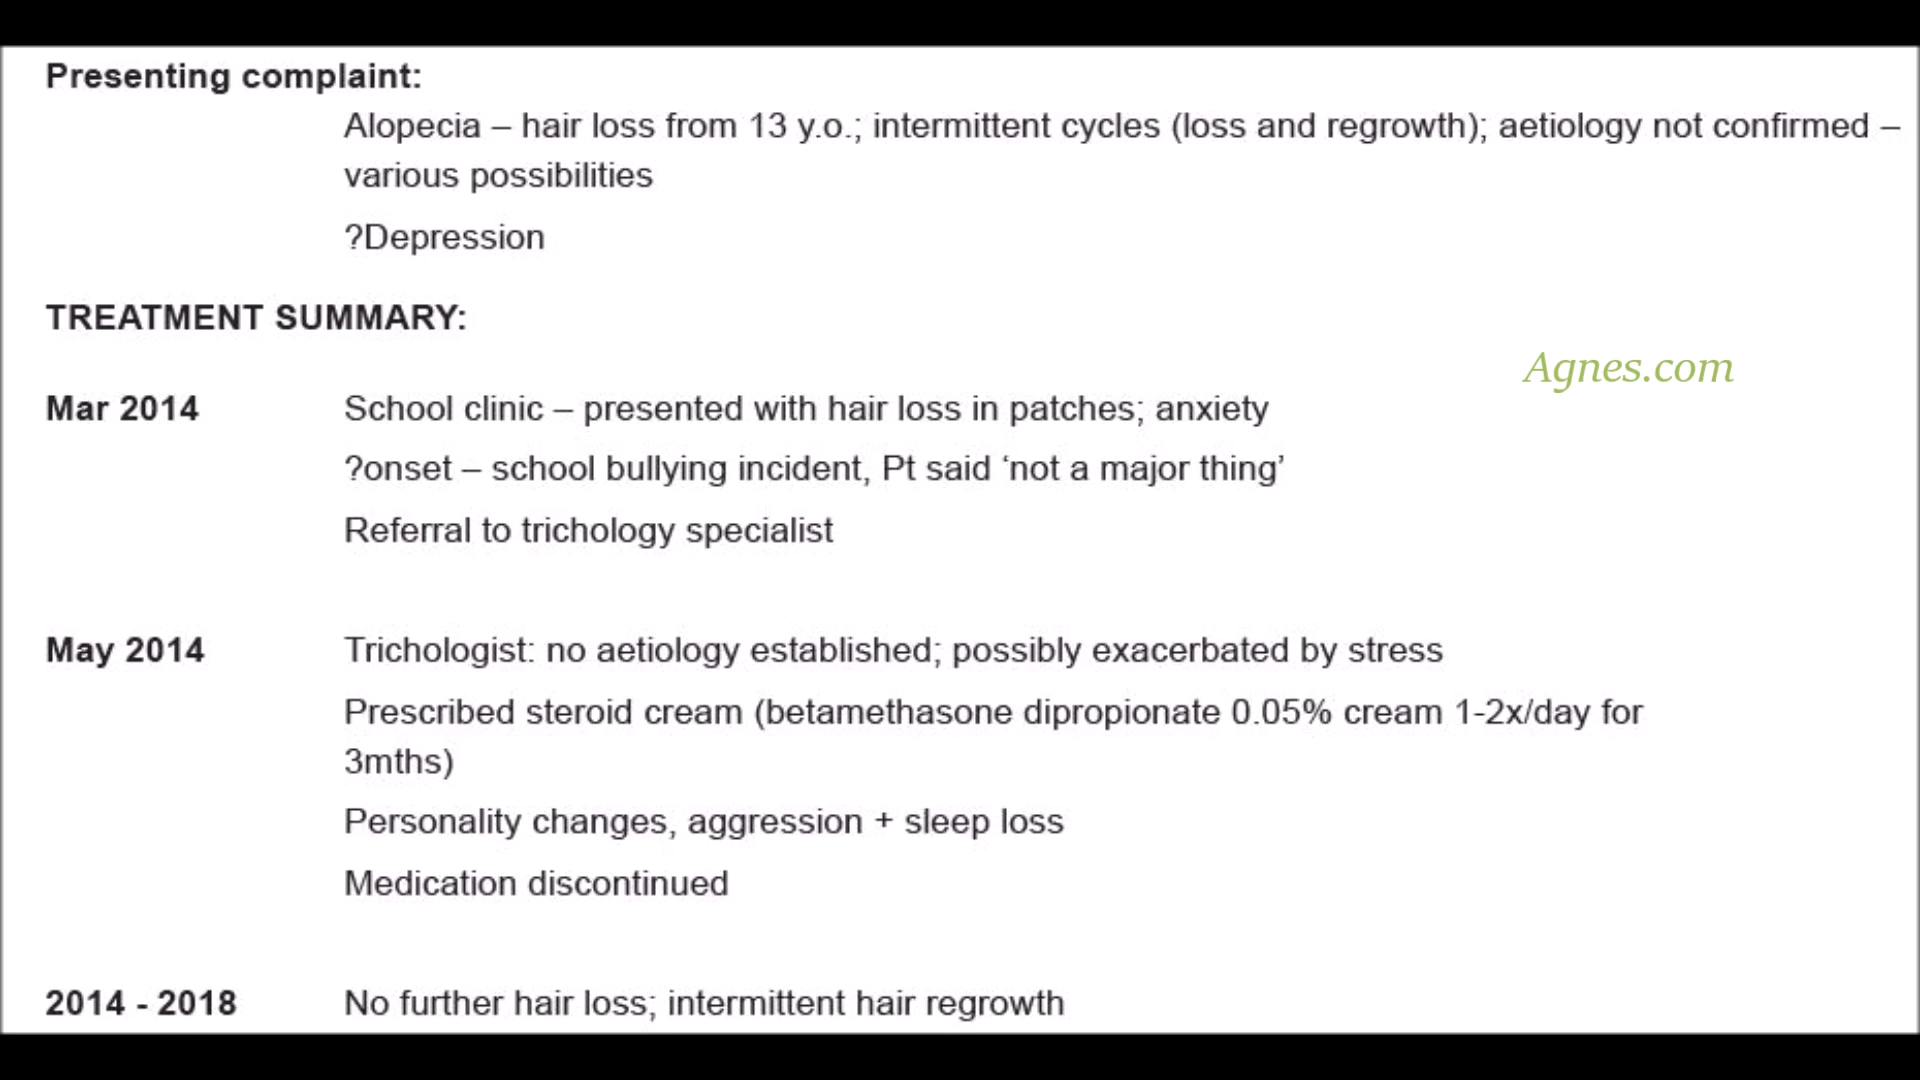 Presenting complaint:
Alopecia – hair loss from 13 y.o.; intermittent cycles (loss and regrowth); aetiology not confirmed –
various possibilities
?Depression
TREATMENT SUMMARY:
Agnes.com
Mar 2014 School clinic – presented with hair loss in patches; anxiety
?onset – school bullying incident, Pt said ‘not a major thing’
Referral to trichology specialist
May 2014 Trichologist: no aetiology established; possibly exacerbated by stress
Prescribed steroid cream (betamethasone dipropionate 0.05% cream 1-2x/day for
3mths)
Personality changes, aggression + sleep loss
Medication discontinued
2014 - 2018 No further hair loss; intermittent hair regrowth